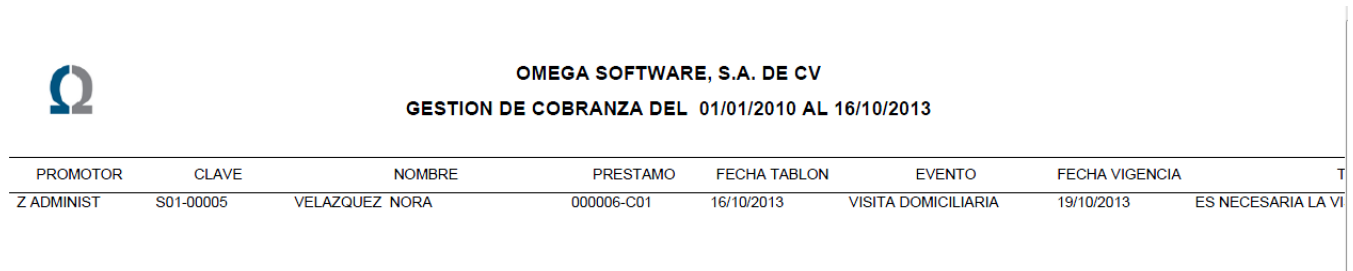 OMEGA SOFTWARE, S.A. DE CV
GESTION DE COBRANZA DEL 01/01/2010 AL 16/10/2013
PROMOTOR CLAVE NOMBRE PRESTAMO FECHA TABLON EVENTO FECHA VIGENCIA T
Z ADMINIST S01-00005 VELAZQUEZ NORA 000006-C01 16/10/2013 VISITA DOMICILIARIA 19/10/2013 ES NECESARIA LA VI